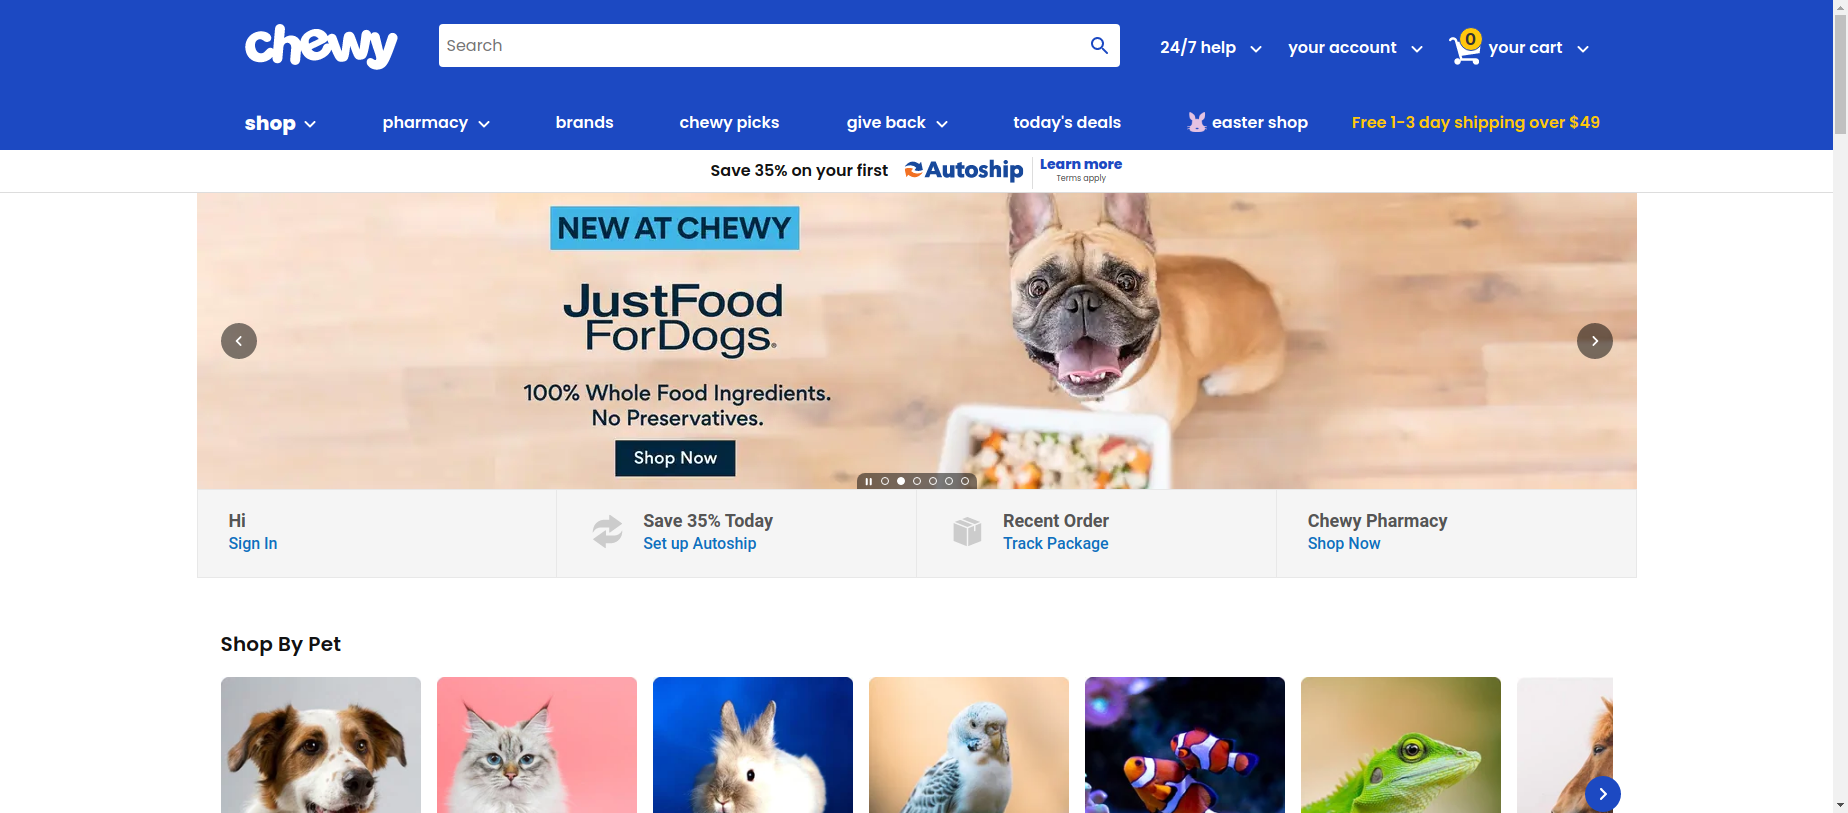 chewy
Search
24/7 help
your account
0
your cart
shop
pharmacy
brands
chewy picks
give back
today's deals
easter shop
Free 1-3 day shipping over $49
Save 35% on your first
Autoship
Learn more
Terms apply
NEW AT CHEWY
JustFood
ForDogs®
100% Whole Food Ingredients.
No Preservatives.
Shop Now
Hi
Sign In
Save 35% Today
Set up Autoship
Recent Order
Track Package
Chewy Pharmacy
Shop Now
Shop By Pet